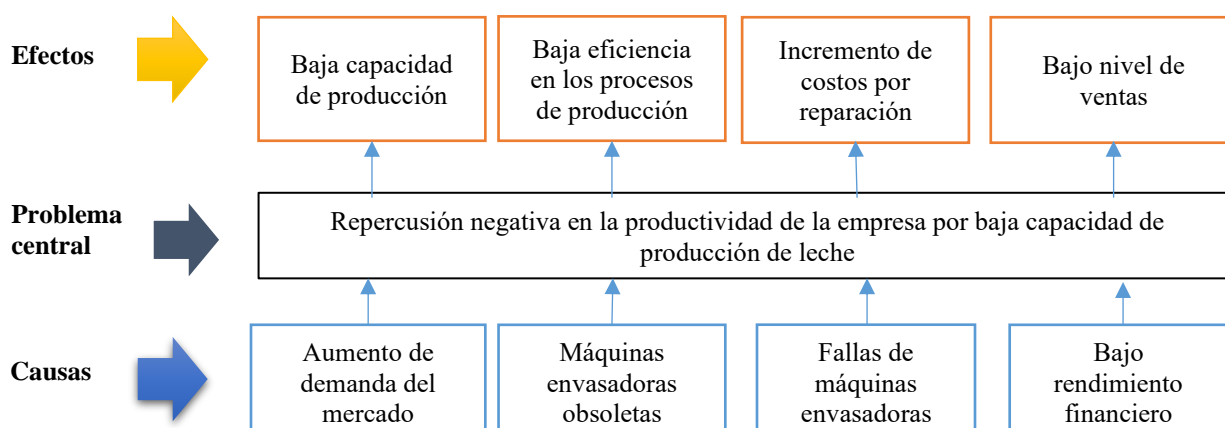 Efectos
Baja capacidad
de producción
Baja eficiencia
en los procesos
de producción
Incremento de
costos por
reparación
Bajo nivel de
ventas
Problema
central
Repercusión negativa en la productividad de la empresa por baja capacidad de
producción de leche
Causas
Aumento de
demanda del
mercado
Máquinas
envasadoras
obsoletas
Fallas de
máquinas
envasadoras
Bajo
rendimiento
financiero